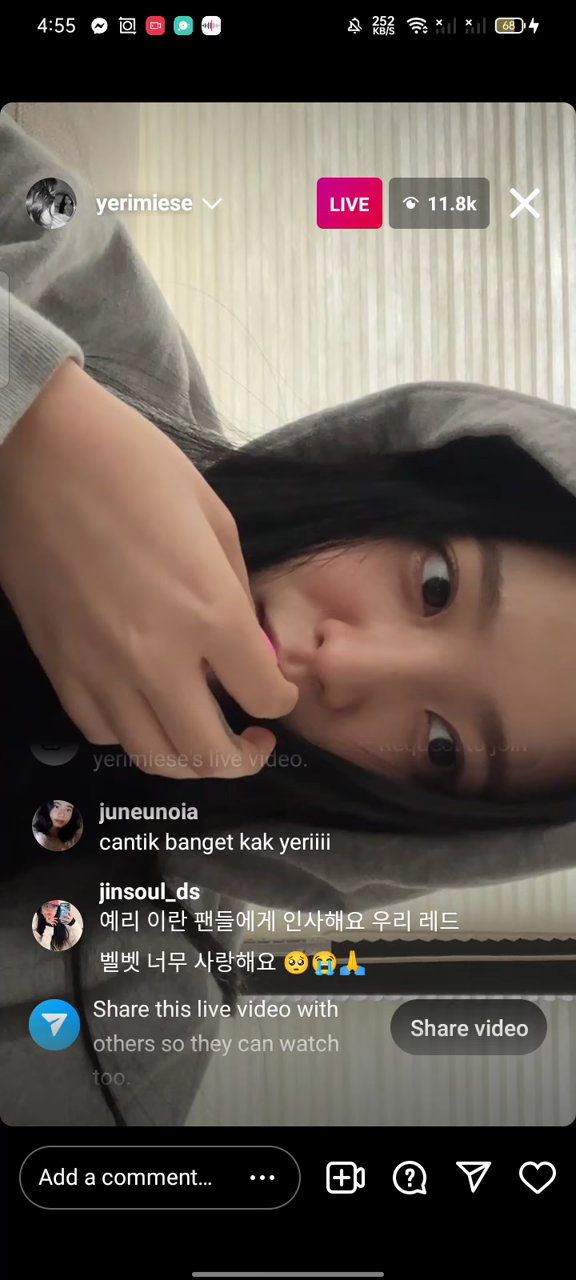 4:55
252
KB/S
68
yerimiese
LIVE
11.8k
Request to join
yerimiese's live video.
juneunoia
cantik banget kak yeriiii
jinsoul_ds
예리 이란 팬들에게 인사해요 우리 레드
벨벳 너무 사랑해요 🥺😭🙏
Share this live video with
others so they can watch
too.
Share video
Add a comment...